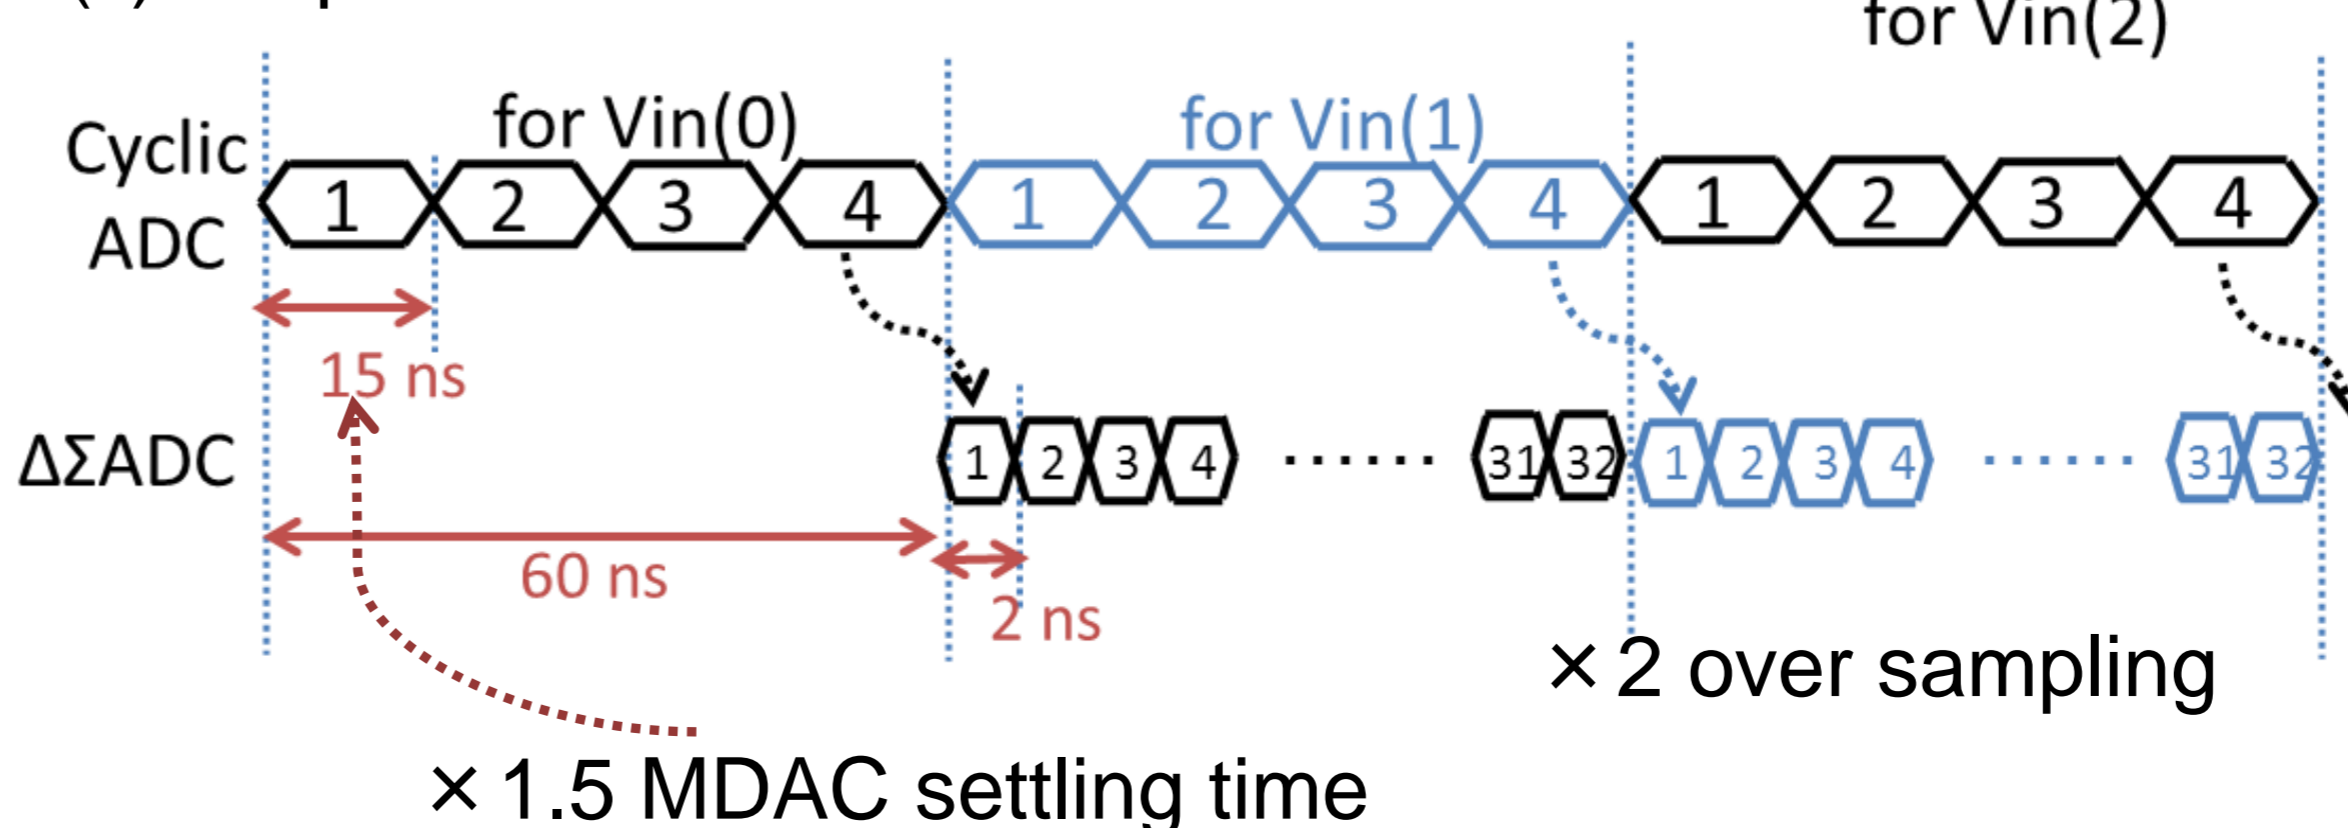 for Vin(2)
for Vin(0) for Vin(1)
Cyclic
ADC
1 2 3 4 1 2 3 4 1 2 3 4
15 ns
ΔΣADC
1 2 3 4 ······ 31 32 1 2 3 4 ······ 31 32
60 ns
2 ns
×2 over sampling
×1.5 MDAC settling time